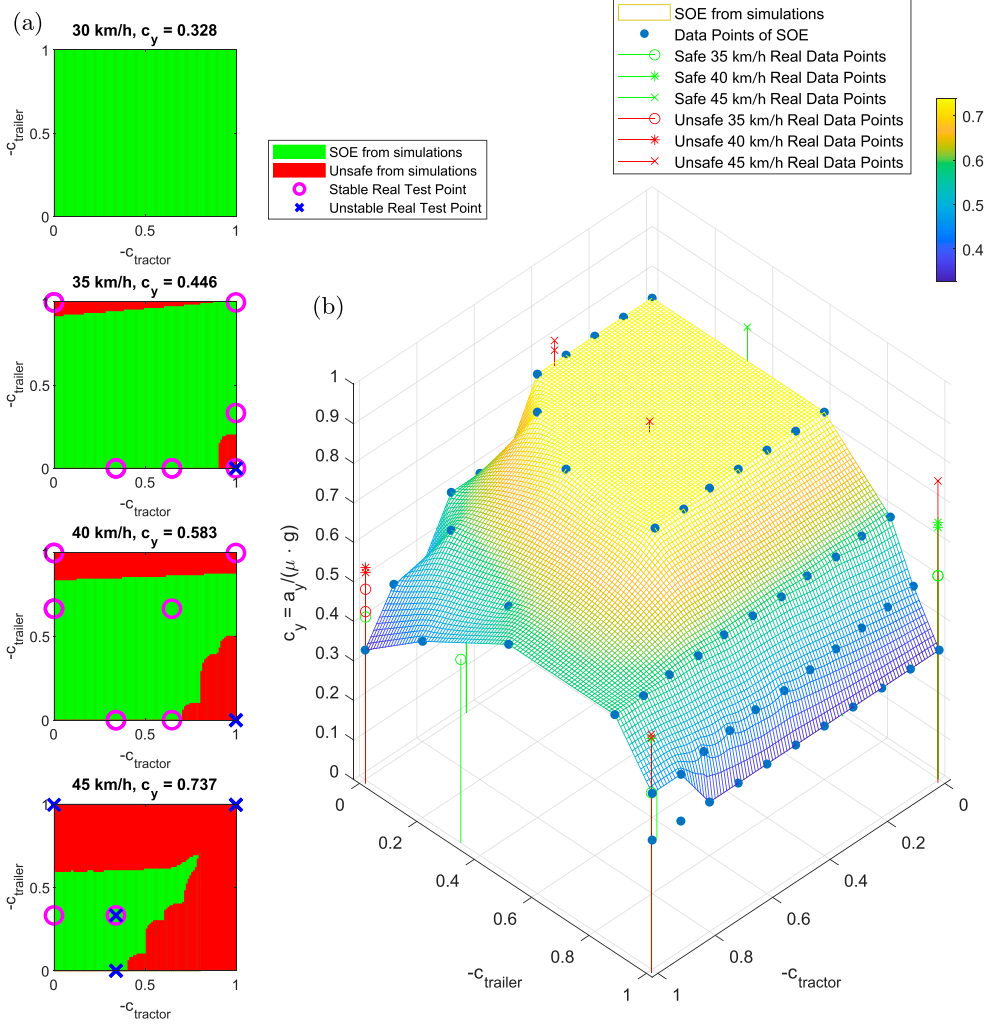 (a)
30 km/h, c_y = 0.328
1
0.5
0
-c_trailer
0
0.5
1
-c_tractor
SOE from simulations
Unsafe from simulations
Stable Real Test Point
Unstable Real Test Point
35 km/h, c_y = 0.446
1
0.5
0
-c_trailer
0
0.5
1
-c_tractor
40 km/h, c_y = 0.583
1
0.5
0
-c_trailer
0
0.5
1
-c_tractor
45 km/h, c_y = 0.737
1
0.5
0
-c_trailer
0
0.5
1
-c_tractor
(b)
SOE from simulations
Data Points of SOE
Safe 35 km/h Real Data Points
Safe 40 km/h Real Data Points
Safe 45 km/h Real Data Points
Unsafe 35 km/h Real Data Points
Unsafe 40 km/h Real Data Points
Unsafe 45 km/h Real Data Points
0.7
0.6
0.5
0.4
1
0.9
0.8
0.7
0.6
0.5
0.4
0.3
0.2
0.1
0
c_y = a_y/(μ · g)
0
0.2
0.4
0.6
0.8
1
-c_trailer
0
0.2
0.4
0.6
0.8
1
-c_tractor